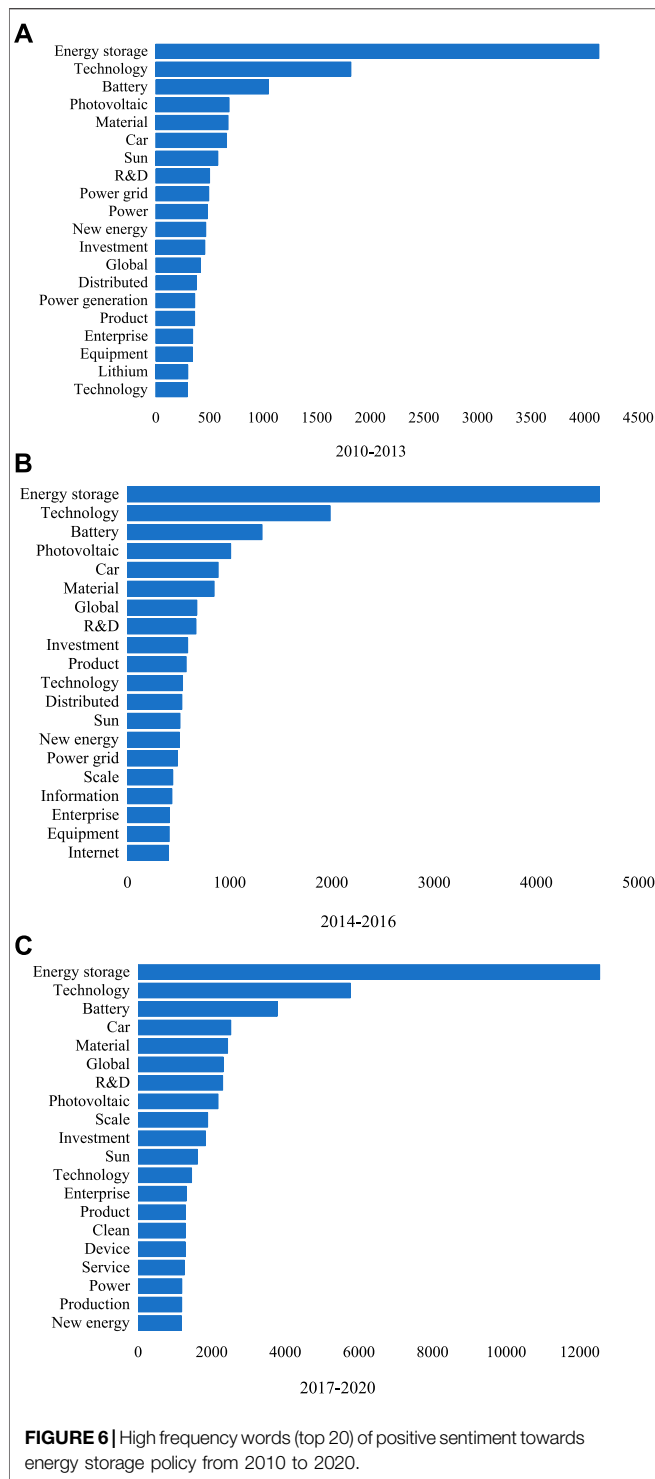 A
Energy storage
Technology
Battery
Photovoltaic
Material
Car
Sun
R&D
Power grid
Power
New energy
Investment
Global
Distributed
Power generation
Product
Enterprise
Equipment
Lithium
Technology
0 500 1000 1500 2000 2500 3000 3500 4000 4500
2010-2013
B
Energy storage
Technology
Battery
Photovoltaic
Car
Material
Global
R&D
Investment
Product
Technology
Distributed
Sun
New energy
Power grid
Scale
Information
Enterprise
Equipment
Internet
0 1000 2000 3000 4000 5000
2014-2016
C
Energy storage
Technology
Battery
Car
Material
Global
R&D
Photovoltaic
Scale
Investment
Sun
Technology
Enterprise
Product
Clean
Device
Service
Power
Production
New energy
0 2000 4000 6000 8000 10000 12000
2017-2020
FIGURE 6 | High frequency words (top 20) of positive sentiment towards
energy storage policy from 2010 to 2020.